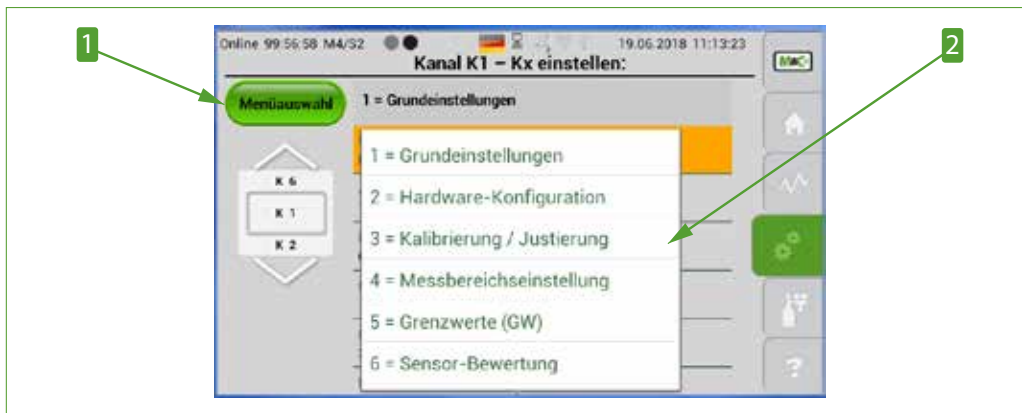 1
2
Online 99:56:58 M4/S2 19.06.2018 11:13:23
Kanal K1 – Kx einstellen:
M&C
Menüauswahl
1 = Grundeinstellungen
1 = Grundeinstellungen
2 = Hardware-Konfiguration
3 = Kalibrierung / Justierung
4 = Messbereichseinstellung
5 = Grenzwerte (GW)
6 = Sensor-Bewertung
K 6
K 1
K 2
?